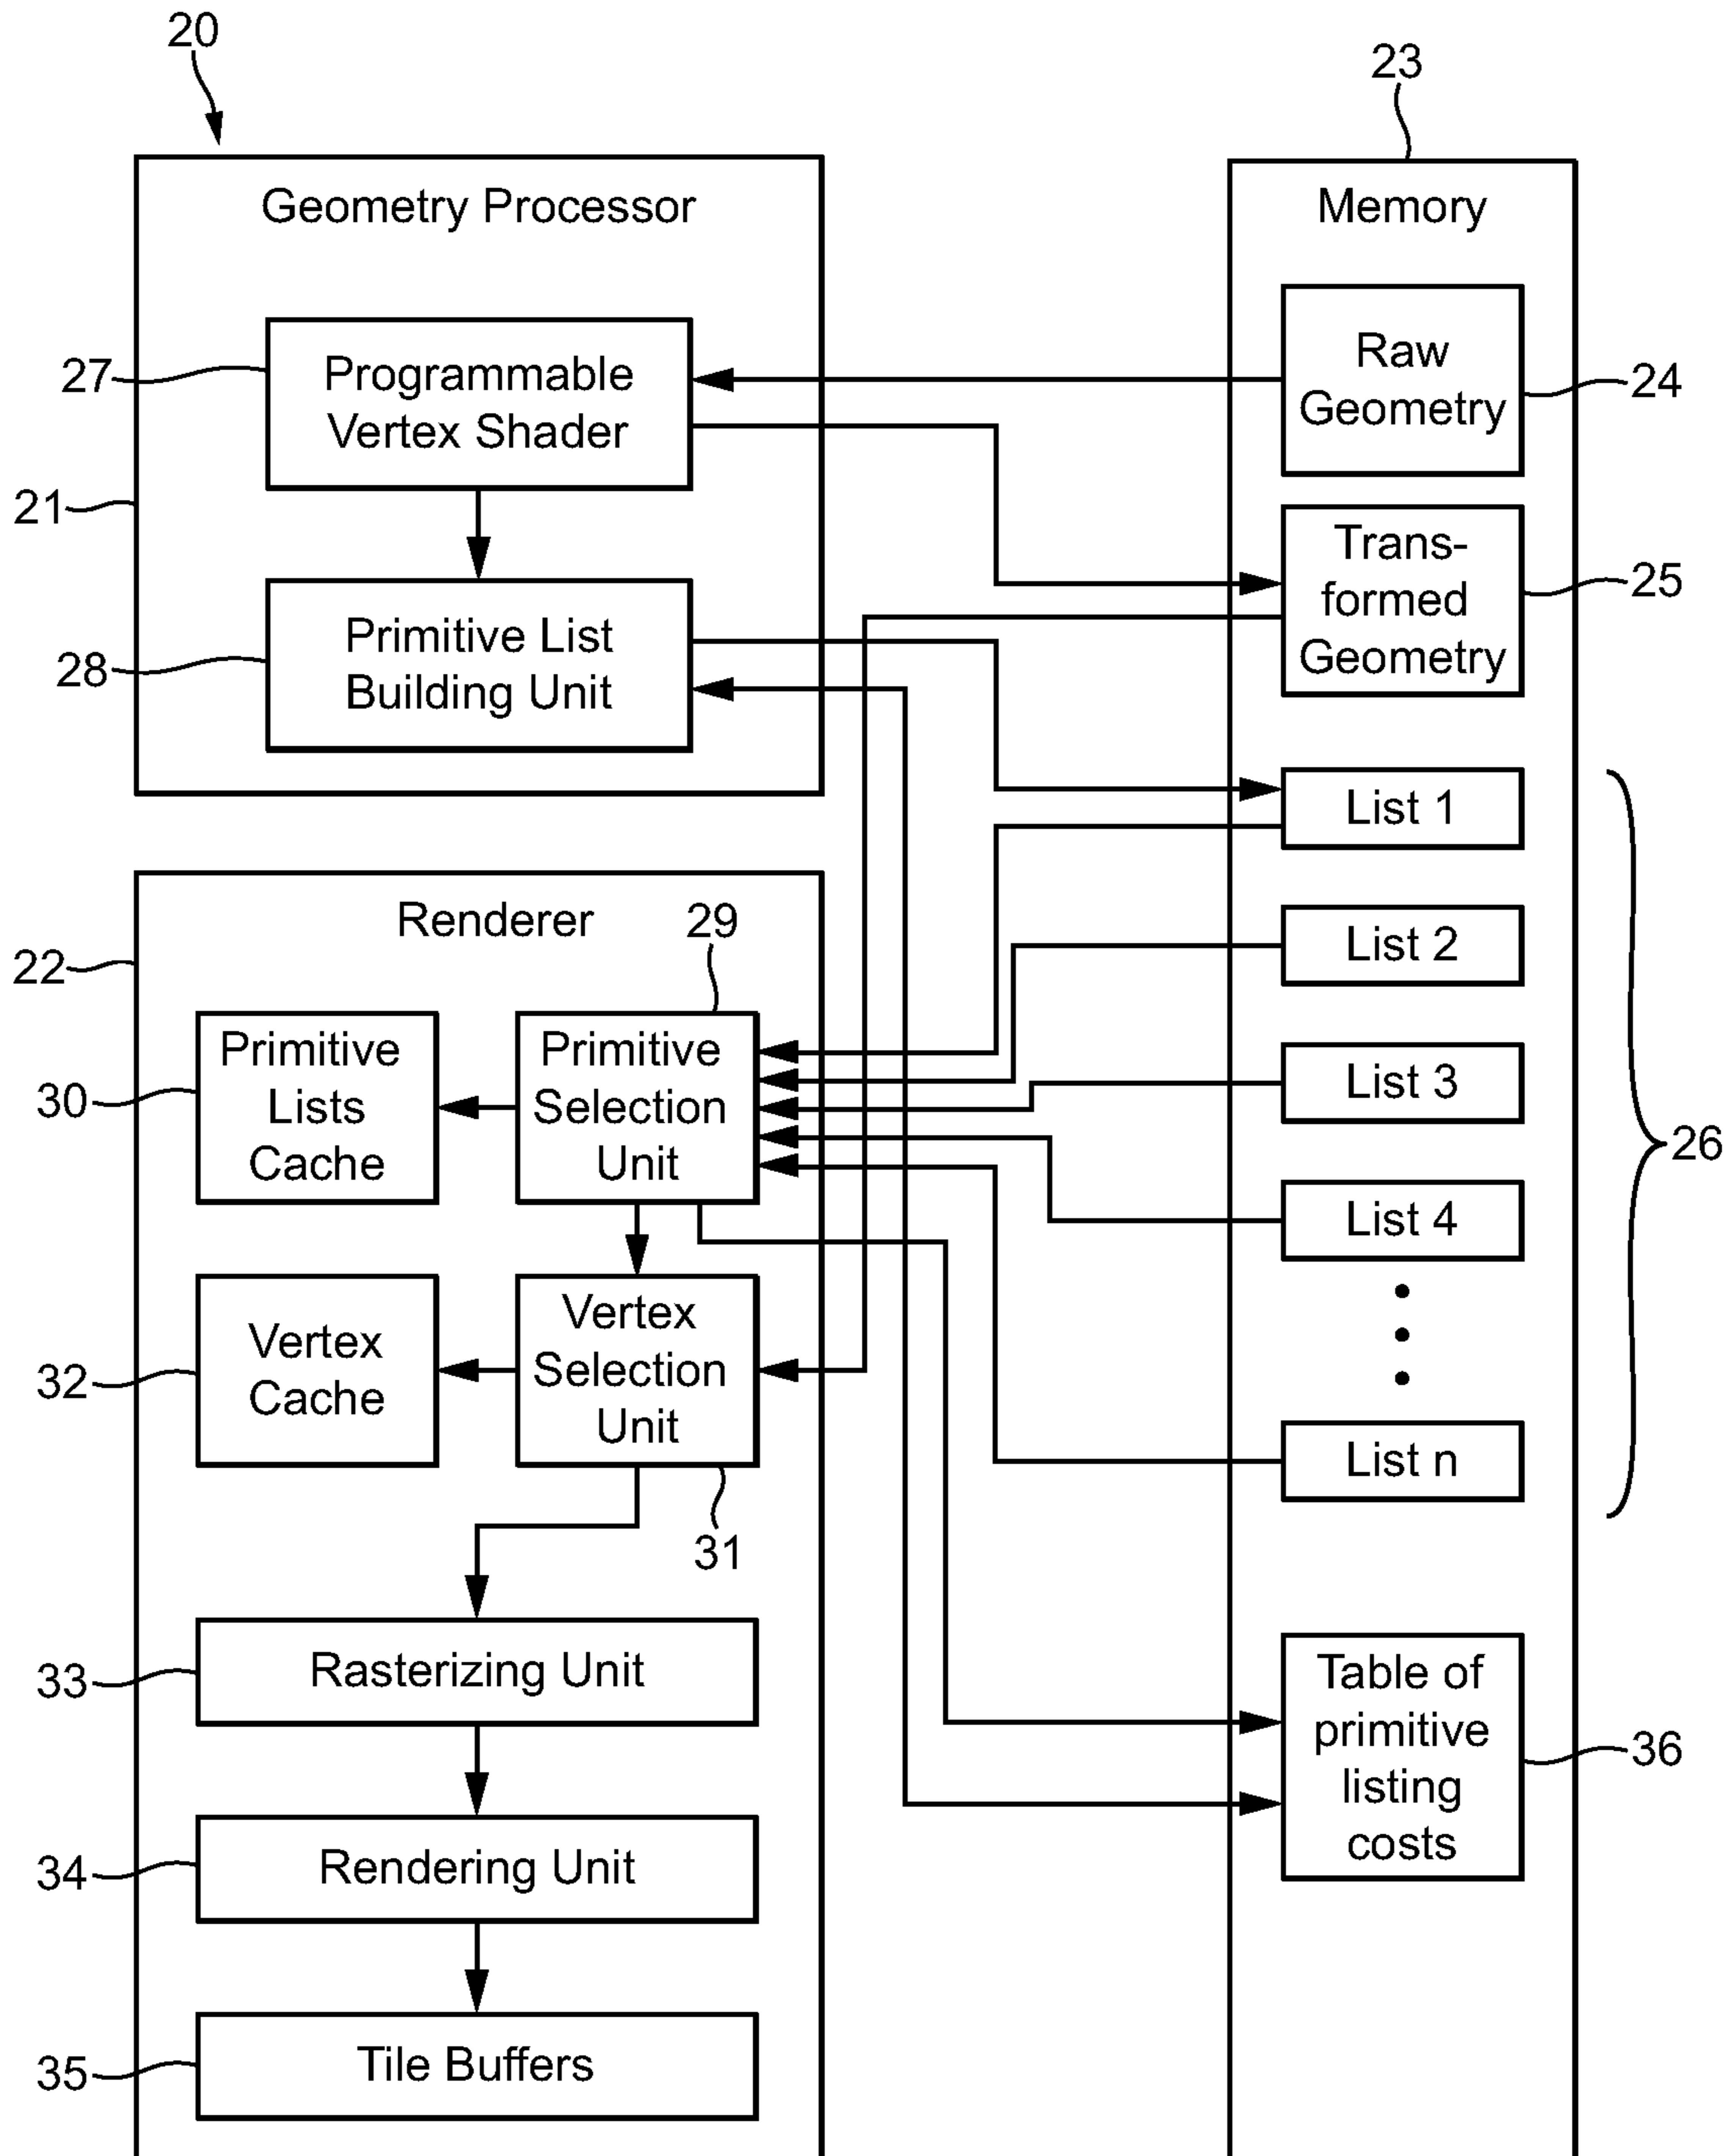 20
23
Geometry Processor
Memory
27
Programmable
Vertex Shader
Raw
Geometry
24
21
Trans-
formed
Geometry
25
28
Primitive List
Building Unit
List 1
Renderer
29
22
List 2
30
Primitive
Lists
Cache
Primitive
Selection
Unit
List 3
26
List 4
32
Vertex
Cache
Vertex
Selection
Unit
List n
31
33
Rasterizing Unit
Table of
primitive
listing
costs
36
34
Rendering Unit
35
Tile Buffers